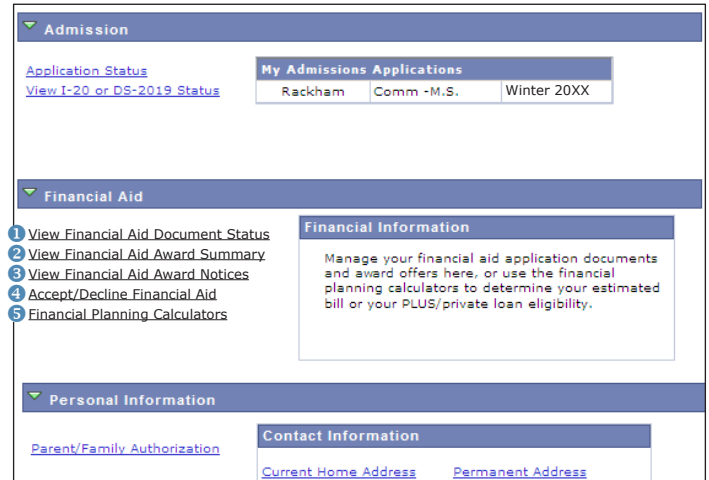 Admission
Application Status
View I-20 or DS-2019 Status
My Admissions Applications
Rackham Comm -M.S. Winter 20XX
Financial Aid
1 View Financial Aid Document Status
2 View Financial Aid Award Summary
3 View Financial Aid Award Notices
4 Accept/Decline Financial Aid
5 Financial Planning Calculators
Financial Information
Manage your financial aid application documents
and award offers here, or use the financial
planning calculators to determine your estimated
bill or your PLUS/private loan eligibility.
Personal Information
Parent/Family Authorization
Contact Information
Current Home Address Permanent Address